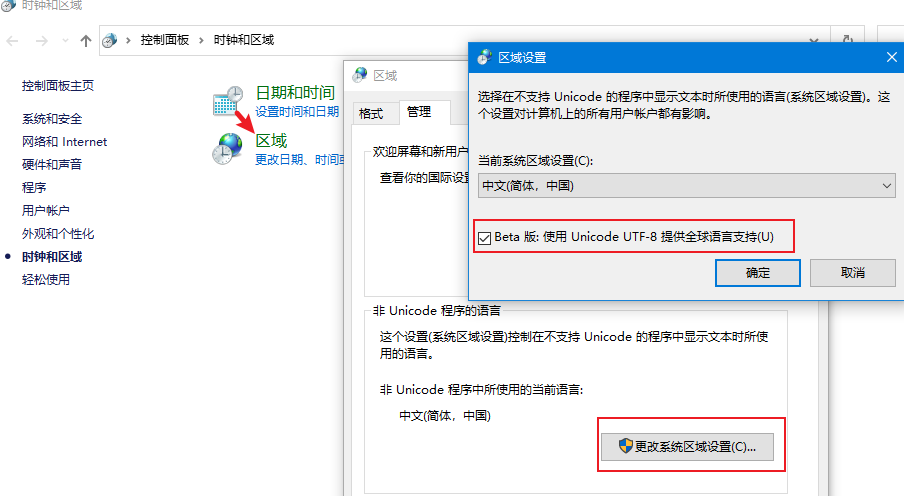 时钟和区域
控制面板 > 时钟和区域
控制面板主页
系统和安全
网络和 Internet
硬件和声音
程序
用户帐户
外观和个性化
时钟和区域
轻松使用
日期和时间
设置时间和日期
区域
更改日期、时间或
区域
格式
管理
欢迎屏幕和新用户
查看你的国际设置
非 Unicode 程序的语言
这个设置(系统区域设置)控制在不支持 Unicode 的程序中显示文本时所使
用的语言。
非 Unicode 程序中所使用的当前语言:
中文(简体，中国)
更改系统区域设置(C)...
区域设置
选择在不支持 Unicode 的程序中显示文本时所使用的语言(系统区域设置)。这
个设置对计算机上的所有用户帐户都有影响。
当前系统区域设置(C):
中文(简体，中国)
Beta 版: 使用 Unicode UTF-8 提供全球语言支持(U)
确定
取消